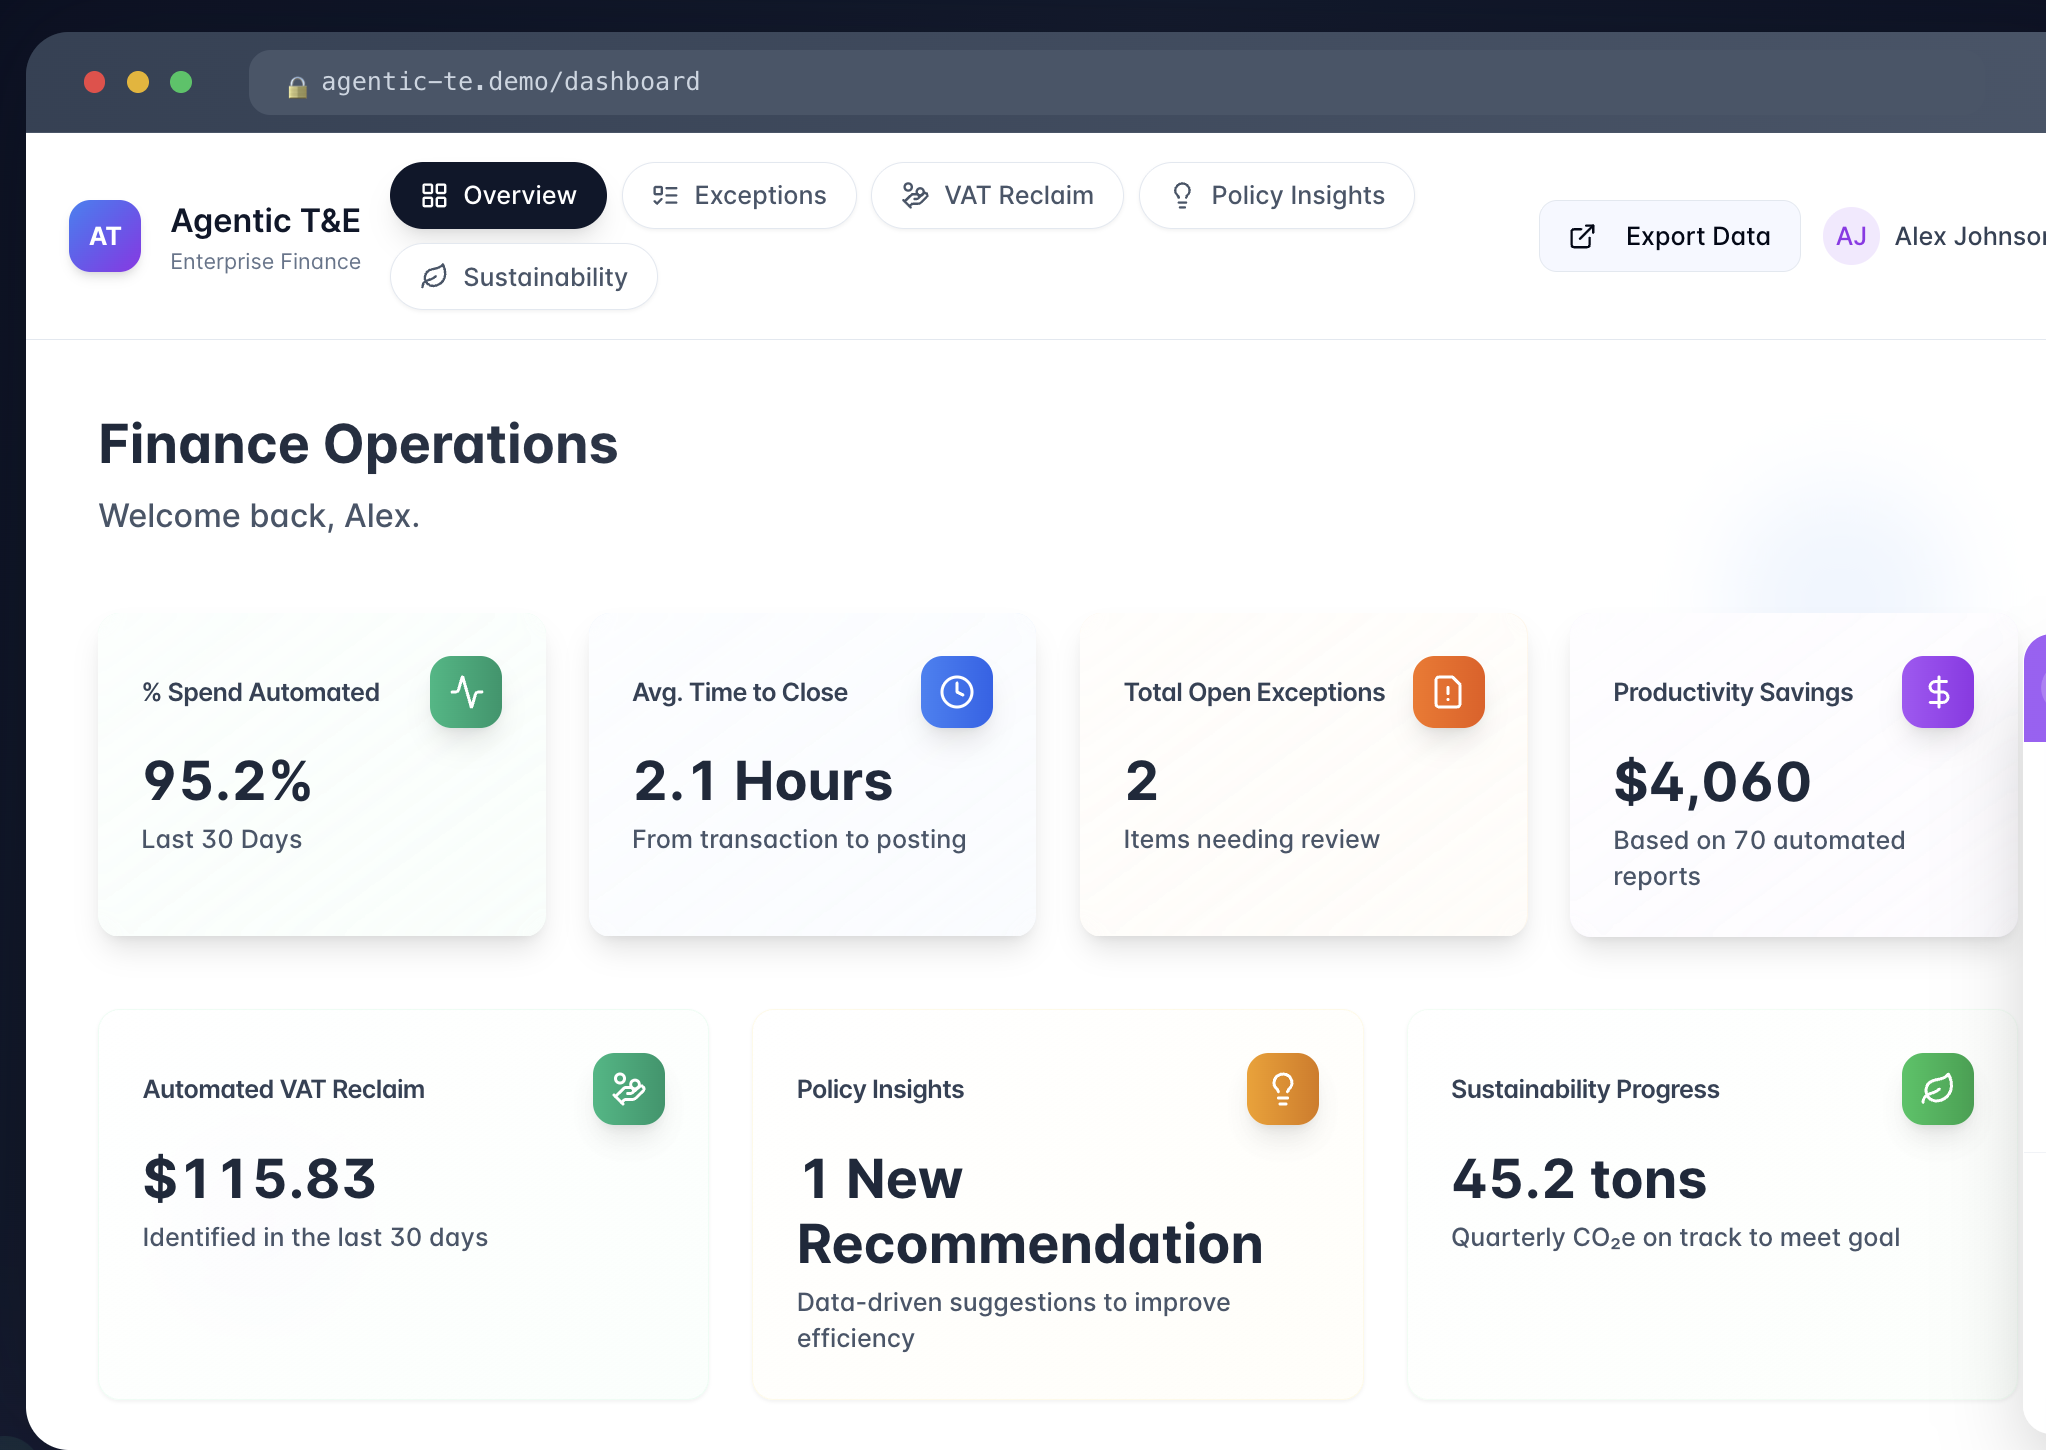 agentic-te.demo/dashboard
AT
Agentic T&E
Enterprise Finance
Overview
Exceptions
VAT Reclaim
Policy Insights
Sustainability
Export Data
AJ
Alex
Finance Operations
Welcome back, Alex.
% Spend Automated
95.2%
Last 30 Days
Avg. Time to Close
2.1 Hours
From transaction to posting
Total Open Exceptions
2
Items needing review
Productivity Savings
$4,060
Based on 70 automated
reports
Automated VAT Reclaim
$115.83
Identified in the last 30 days
Policy Insights
1 New
Recommendation
Data-driven suggestions to improve
efficiency
Sustainability Progress
45.2 tons
Quarterly CO₂e on track to meet goal